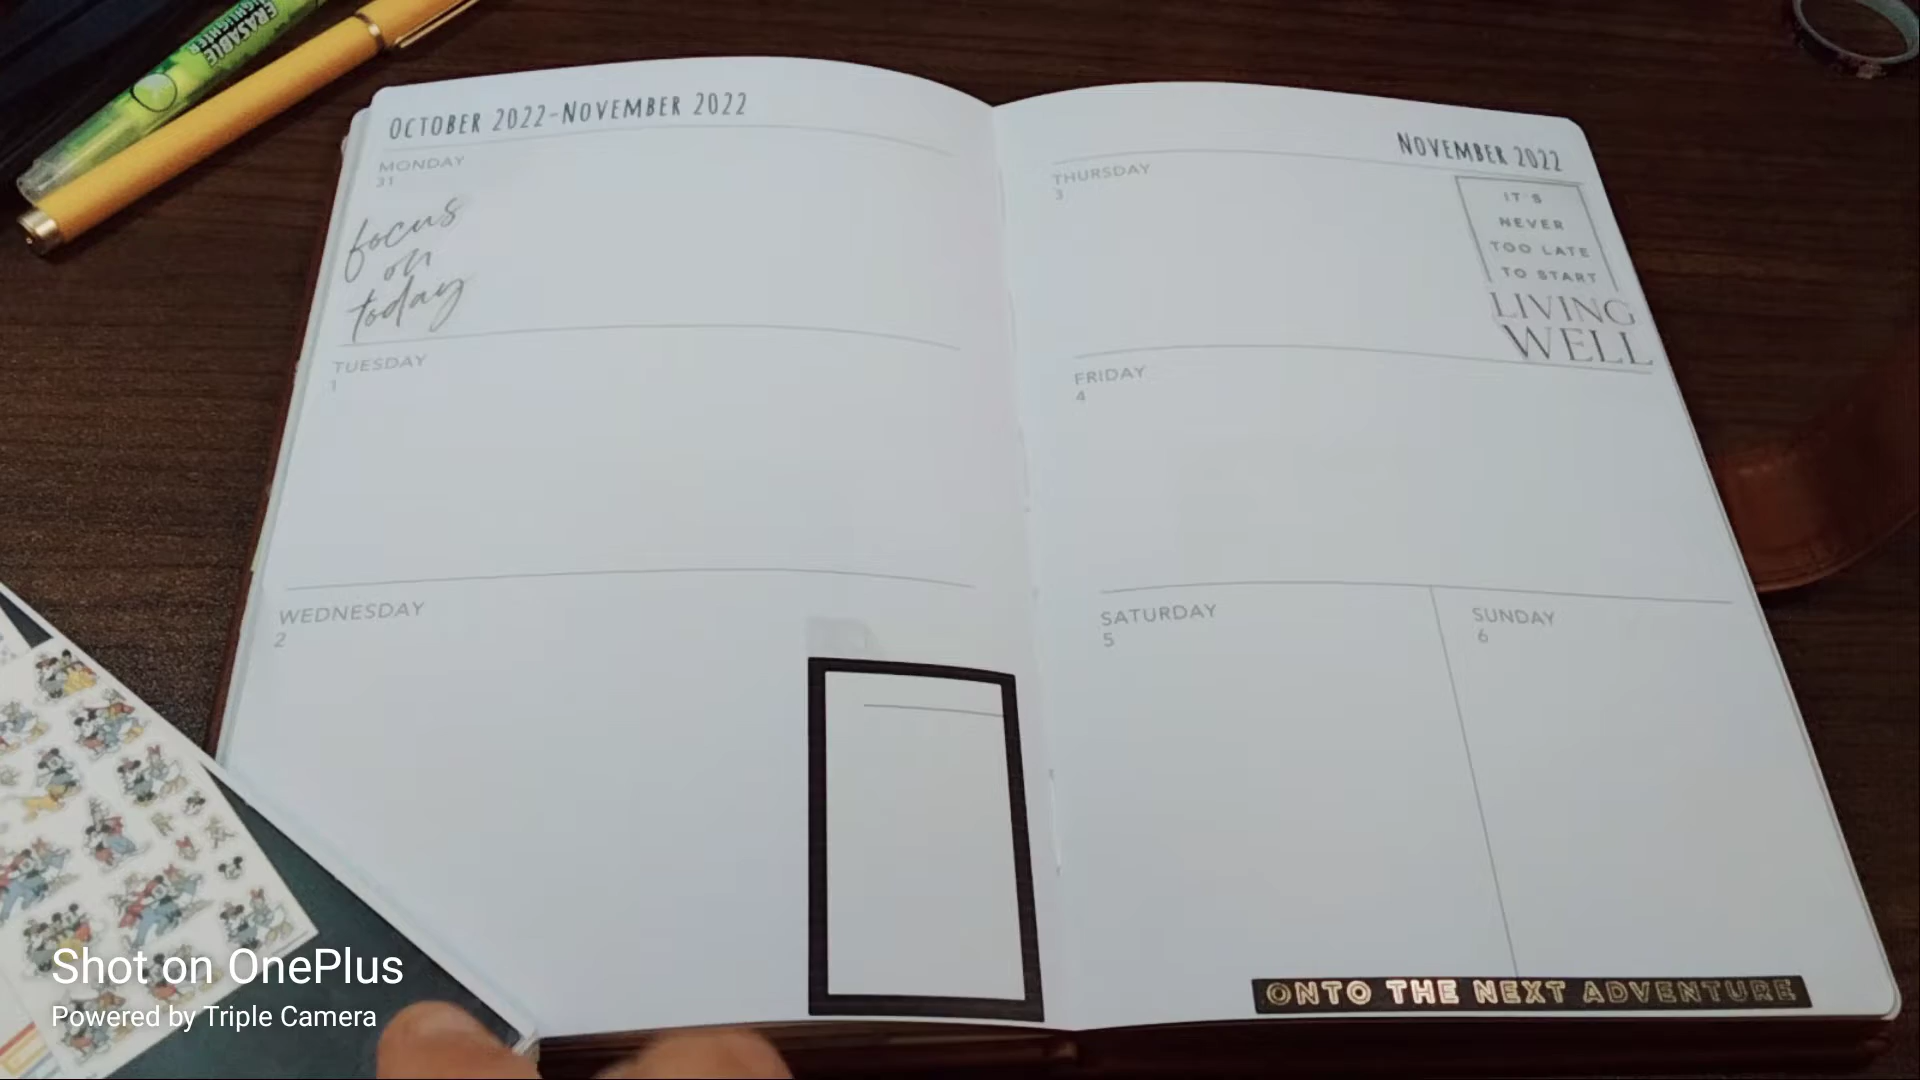 ERASABLE
HIGHLIGHTER
OCTOBER 2022-NOVEMBER 2022
MONDAY
31
focus
on
today
TUESDAY
1
WEDNESDAY
2
NOVEMBER 2022
THURSDAY
3
IT'S
NEVER
TOO LATE
TO START
LIVING
WELL
FRIDAY
4
SATURDAY
5
SUNDAY
6
ONTO THE NEXT ADVENTURE
Shot on OnePlus
Powered by Triple Camera